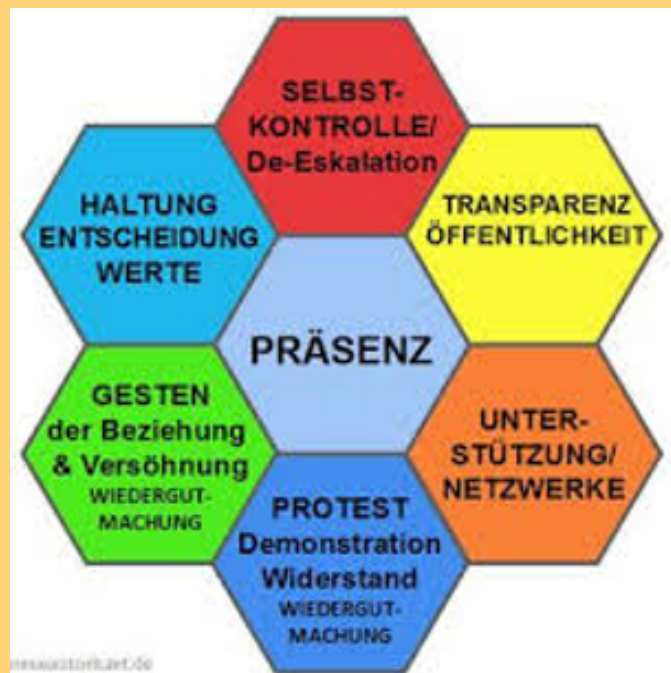 SELBST-
KONTROLLE/
De-Eskalation
HALTUNG
ENTSCHEIDUNG
WERTE
TRANSPARENZ
ÖFFENTLICHKEIT
PRÄSENZ
GESTEN
der Beziehung
& Versöhnung
WIEDERGUT-
MACHUNG
UNTER-
STÜTZUNG/
NETZWERKE
PROTEST
Demonstration
Widerstand
WIEDERGUT-
MACHUNG